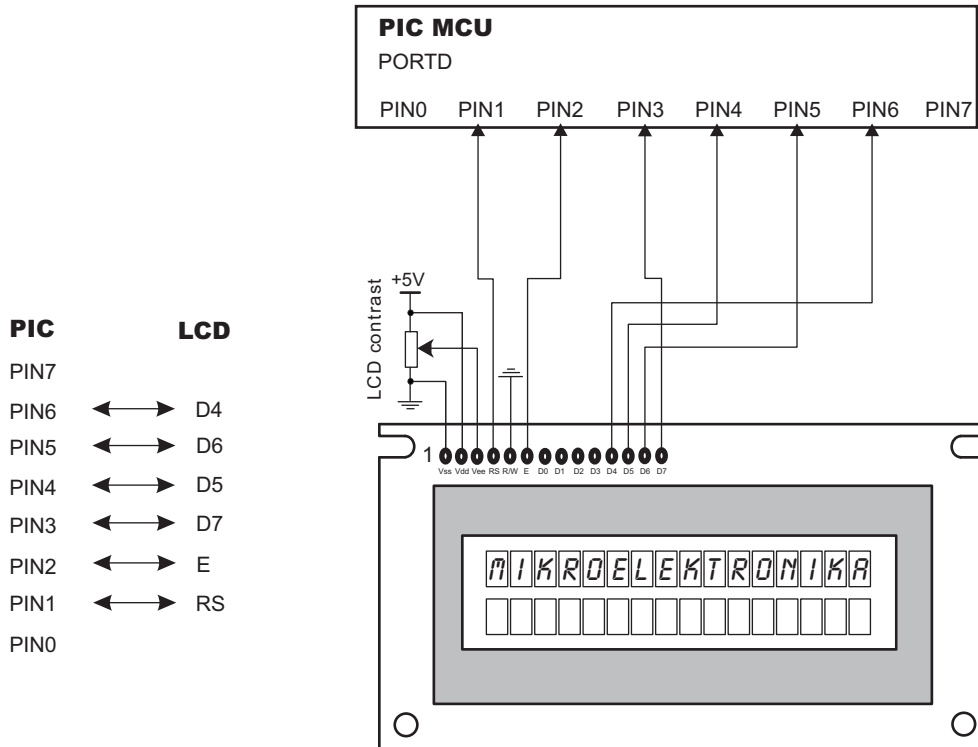 PIC MCU
PORTD
PIN0 PIN1 PIN2 PIN3 PIN4 PIN5 PIN6 PIN7
+5V
LCD contrast
PIC LCD
PIN7
PIN6 D4
PIN5 D6
PIN4 D5
PIN3 D7
PIN2 E
PIN1 RS
PIN0
1
Vss Vdd Vee RS R/W E D0 D1 D2 D3 D4 D5 D6 D7
MIKROELEKTRONIKA